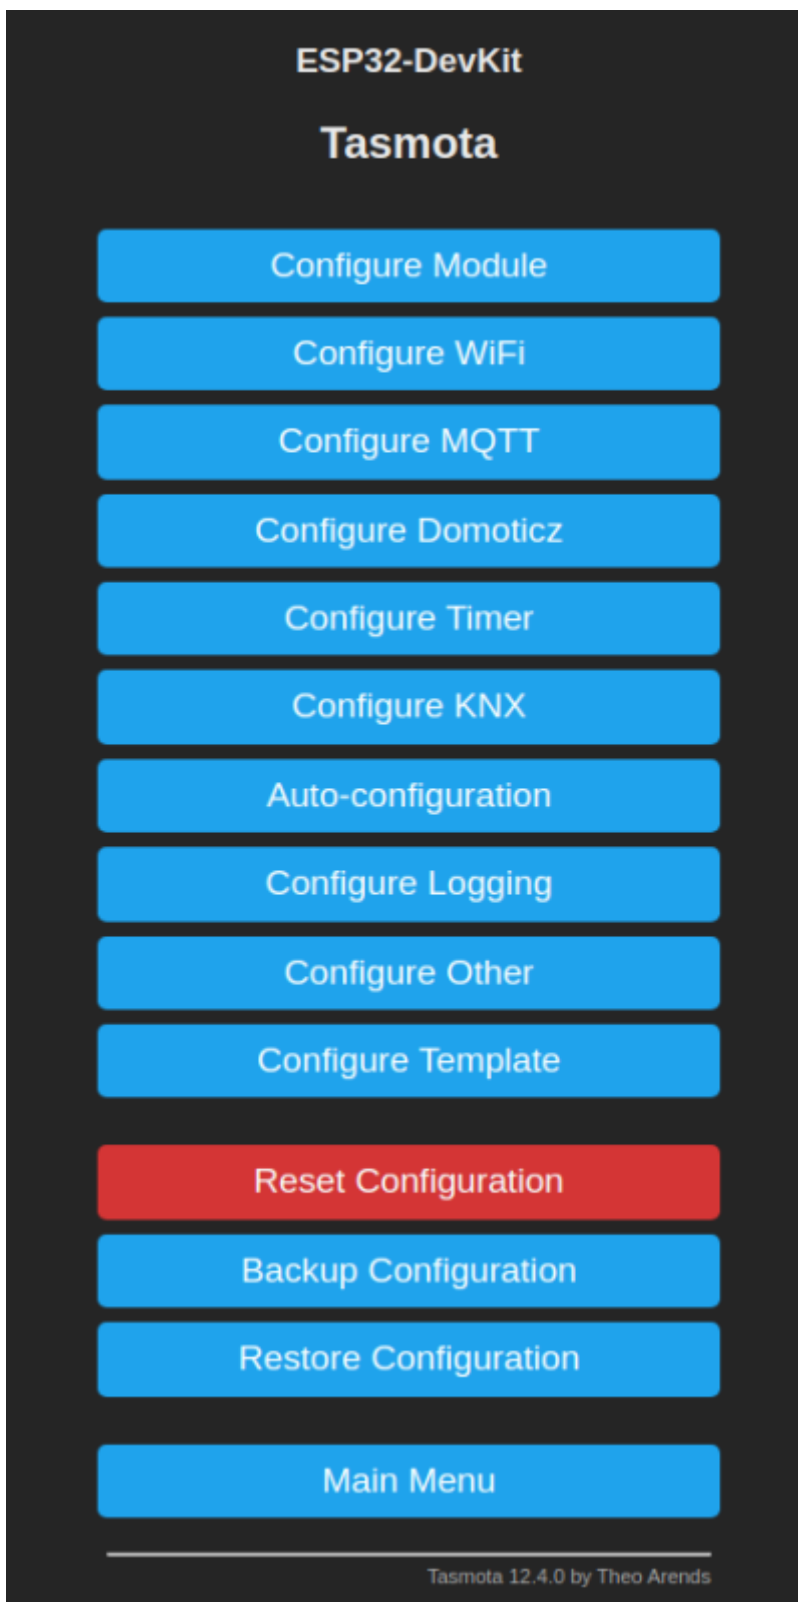 ESP32-DevKit
Tasmota
Configure Module
Configure WiFi
Configure MQTT
Configure Domoticz
Configure Timer
Configure KNX
Auto-configuration
Configure Logging
Configure Other
Configure Template
Reset Configuration
Backup Configuration
Restore Configuration
Main Menu
Tasmota 12.4.0 by Theo Arends